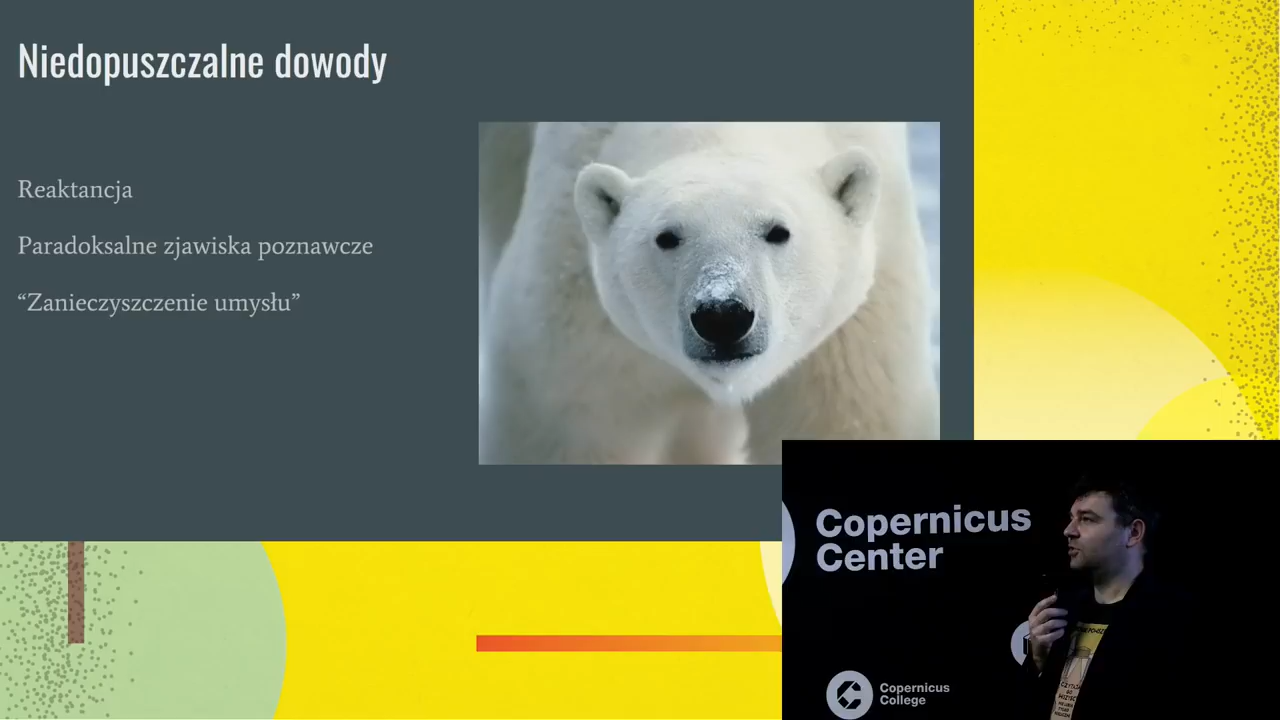 Niedopuszczalne dowody
Reaktancja
Paradoksalne zjawiska poznawcze
“Zanieczyszczenie umysłu”
Copernicus
Center
Copernicus
College